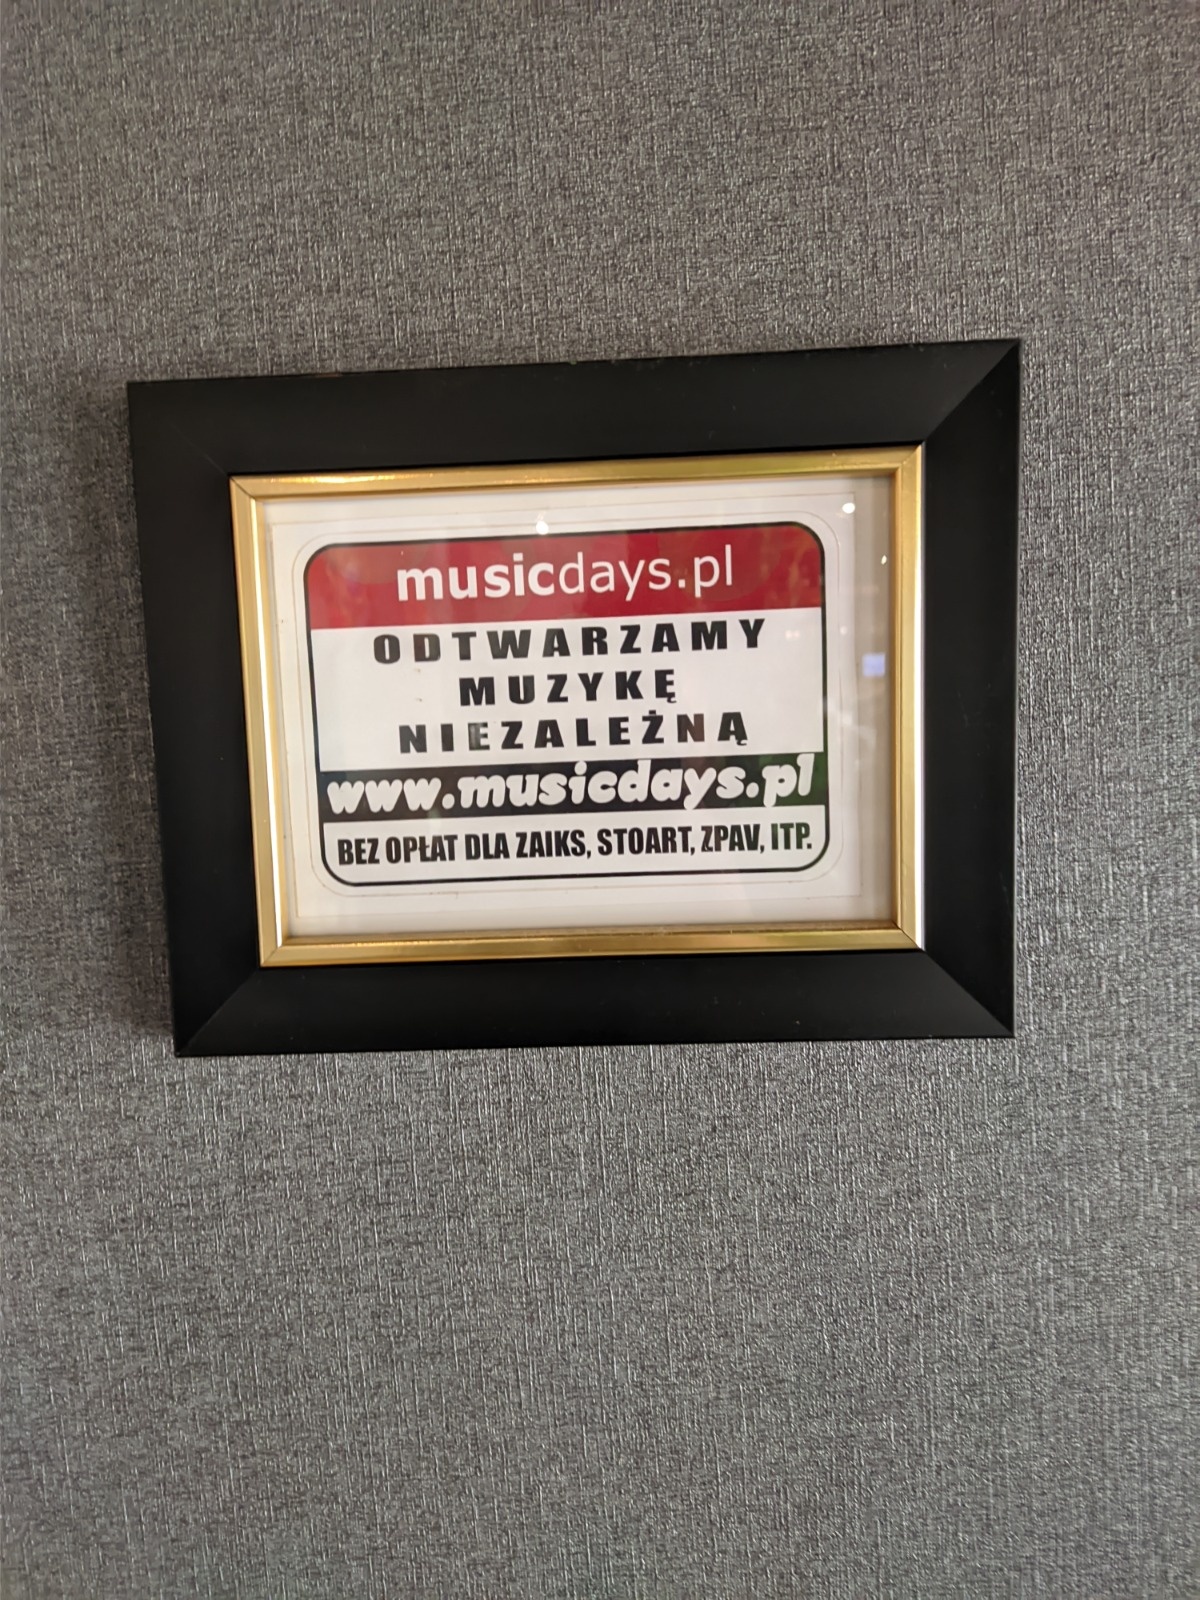 musicdays.pl
ODTWARZAMY
MUZYKĘ
NIEZALEŻNĄ
www.musicdays.pl
BEZ OPŁAT DLA ZAIKS, STOART, ZPAV, ITP.